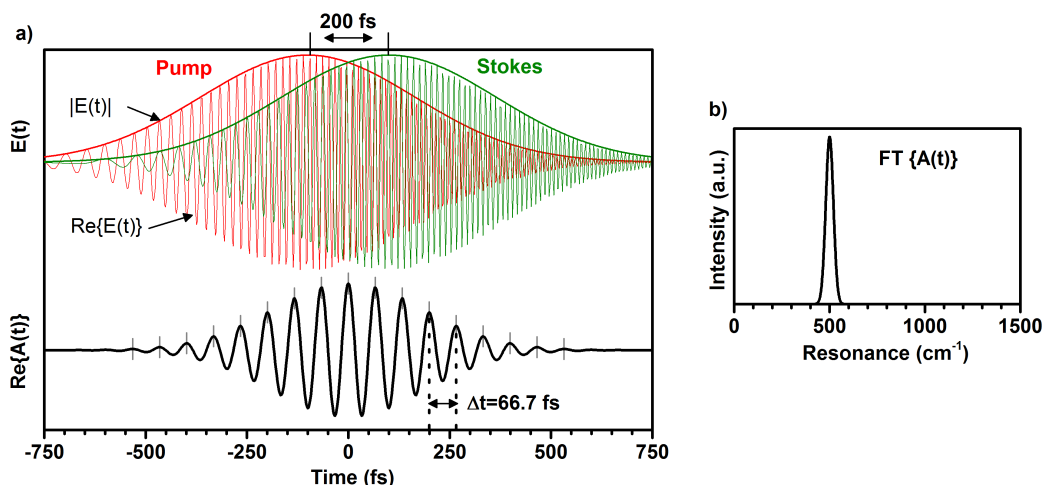 a)
200 fs
Pump
Stokes
|E(t)|
E(t)
Re{E(t)}
Re{A(t)}
Δt=66.7 fs
-750
-500
-250
0
250
500
750
Time (fs)
b)
FT {A(t)}
Intensity (a.u.)
0
500
1000
1500
Resonance (cm⁻¹)